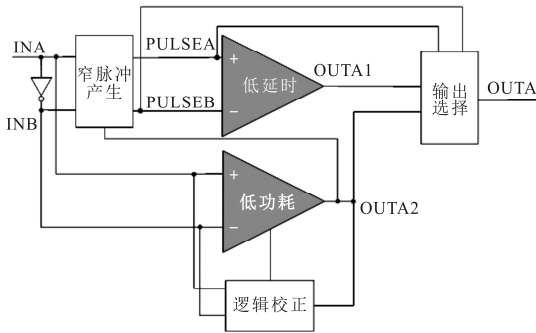 INA
INB
窄脉冲
产生
PULSEA
PULSEB
+
−
低延时
OUTA1
输出
选择
OUTA
+
−
低功耗
OUTA2
逻辑校正